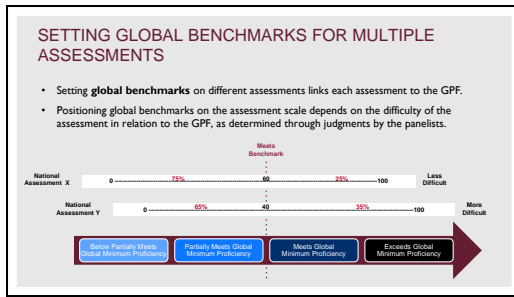 SETTING GLOBAL BENCHMARKS FOR MULTIPLE
ASSESSMENTS
• Setting global benchmarks on different assessments links each assessment to the GPF.
• Positioning global benchmarks on the assessment scale depends on the difficulty of the
assessment in relation to the GPF, as determined through judgments by the panelists.
Meets
Benchmark
National
Assessment X
0 ---------------75%--------------------60-----------------25%---------100
Less
Difficult
National
Assessment Y
0 -------------65%---------------40----------------------35%-----------100
More
Difficult
Below Partially Meets
Global Minimum Proficiency
Partially Meets Global
Minimum Proficiency
Meets Global
Minimum Proficiency
Exceeds Global
Minimum Proficiency